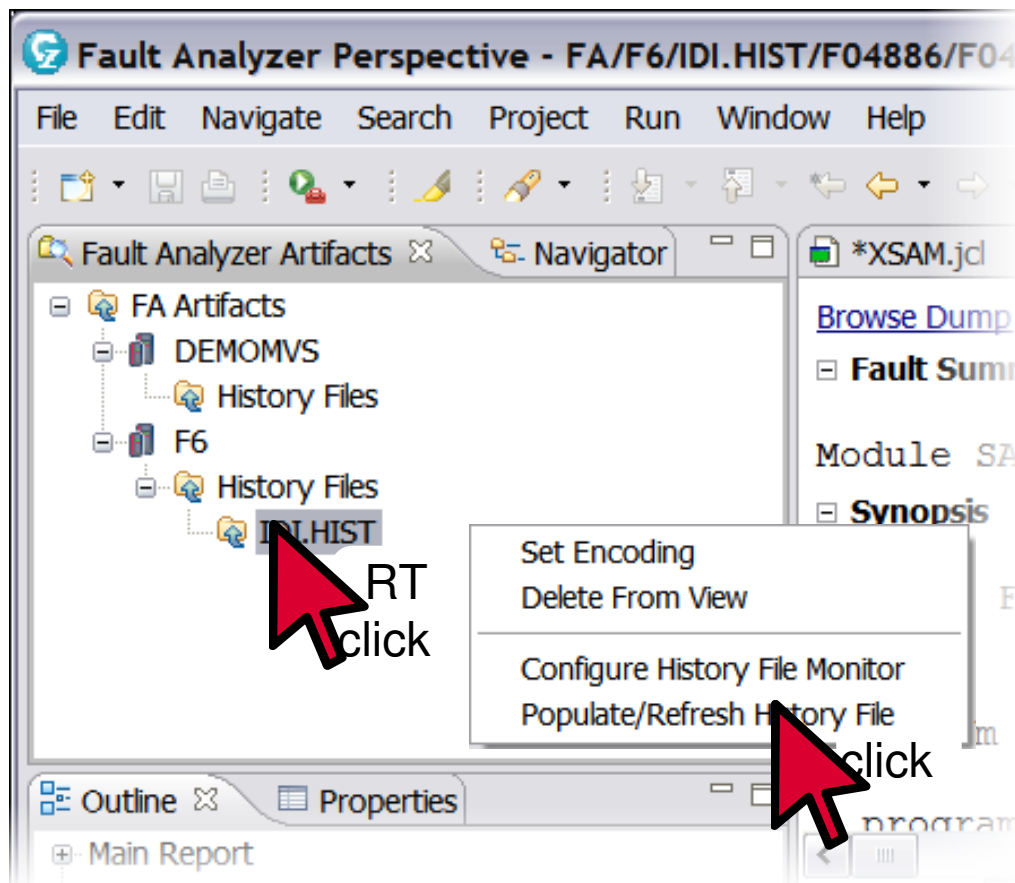 Fault Analyzer Perspective - FA/F6/IDI.HIST/F04886/F04
File Edit Navigate Search Project Run Window Help
Fault Analyzer Artifacts Navigator *XSAM.jcl
FA Artifacts
DEMOMVS
History Files
F6
History Files
IDI.HIST
RT
click
Set Encoding
Delete From View
Configure History File Monitor
Populate/Refresh History File
click
Browse Dump
Fault Summ
Module SA
Synopsis
F
m
program
Outline Properties
Main Report